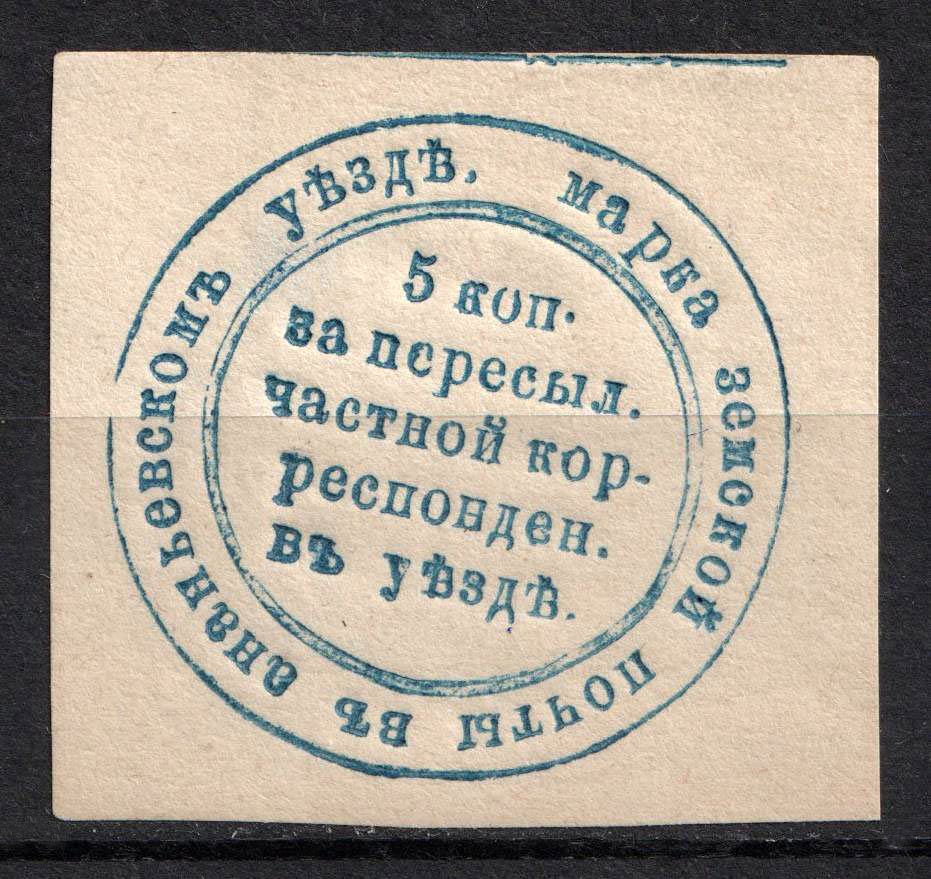 марка земской почты въ ананьевскомъ уѣздѣ.
5 коп.
за пересыл.
частной кор-
респонден.
въ уѣздѣ.